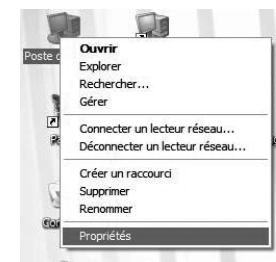 Poste
Ouvrir
Explorer
Rechercher...
Gérer
Connecter un lecteur réseau...
Déconnecter un lecteur réseau...
Créer un raccourci
Supprimer
Renommer
Propriétés